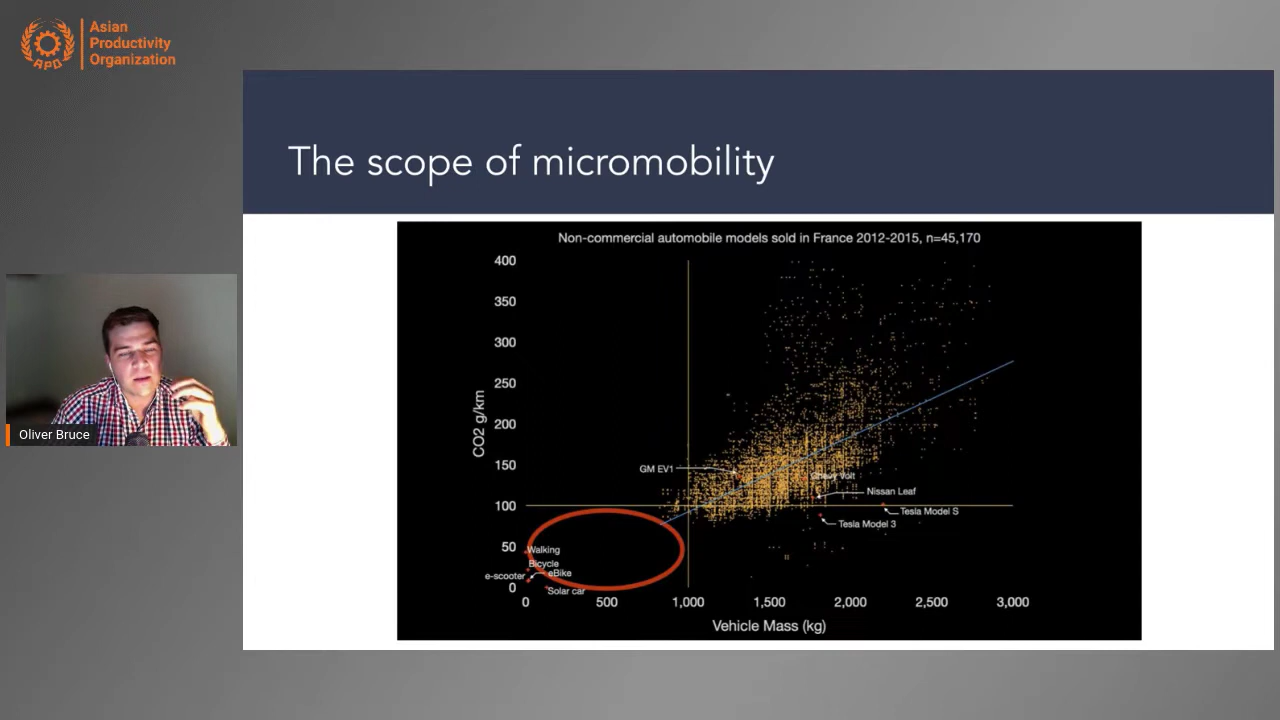 Asian
Productivity
Organization
APO
The scope of micromobility
Non-commercial automobile models sold in France 2012-2015, n=45,170
400
350
300
250
200
150
100
50
0
CO2 g/km
GM EV1
Chevy Volt
Nissan Leaf
Tesla Model S
Tesla Model 3
Walking
Bicycle
e-scooter
eBike
Solar car
0
500
1,000
1,500
2,000
2,500
3,000
Vehicle Mass (kg)
Oliver Bruce